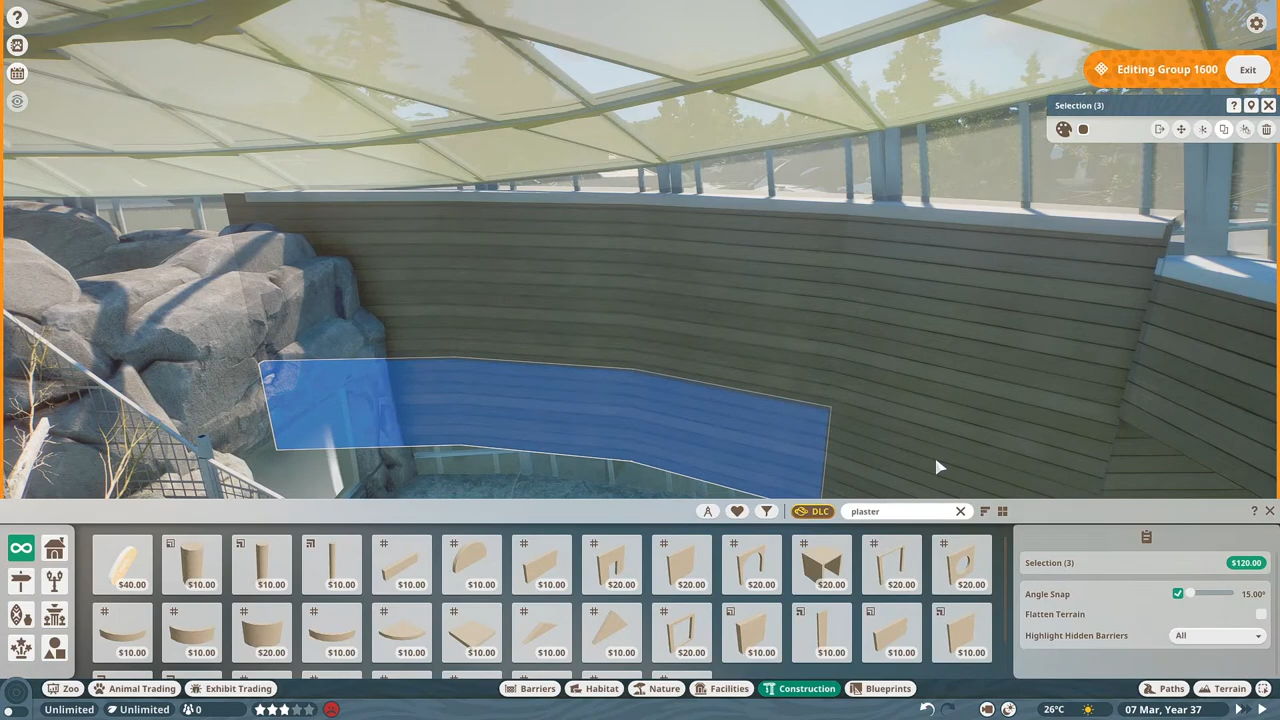 ?
Editing Group 1600
Exit
Selection (3)
?
DLC
plaster
?
$40.00
$10.00
$10.00
$10.00
$10.00
$10.00
$10.00
$20.00
$10.00
$20.00
$20.00
$10.00
$20.00
$10.00
$10.00
$20.00
$10.00
$10.00
$10.00
$10.00
$10.00
$20.00
$10.00
$10.00
$10.00
$10.00
Selection (3)
$120.00
Angle Snap
15.00°
Flatten Terrain
Highlight Hidden Barriers
All
Zoo
Animal Trading
Exhibit Trading
Barriers
Habitat
Nature
Facilities
Construction
Blueprints
Paths
Terrain
Unlimited
Unlimited
0
26°C
07 Mar, Year 37